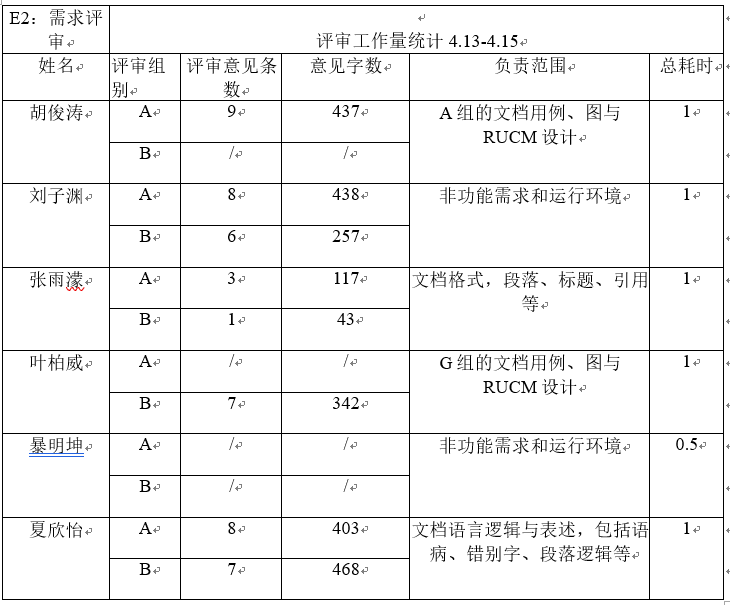 E2：需求评审
评审工作量统计 4.13-4.15
姓名 评审组别 评审意见条数 意见字数 负责范围 总耗时
胡俊涛 A 9 437 A 组的文档用例、图与 RUCM 设计 1
B / /
刘子渊 A 8 438 非功能需求和运行环境 1
B 6 257
张雨濛 A 3 117 文档格式，段落、标题、引用等 1
B 1 43
叶柏威 A / / G 组的文档用例、图与 RUCM 设计 1
B 7 342
暴明坤 A / / 非功能需求和运行环境 0.5
B / /
夏欣怡 A 8 403 文档语言逻辑与表述，包括语病、错别字、段落逻辑等 1
B 7 468